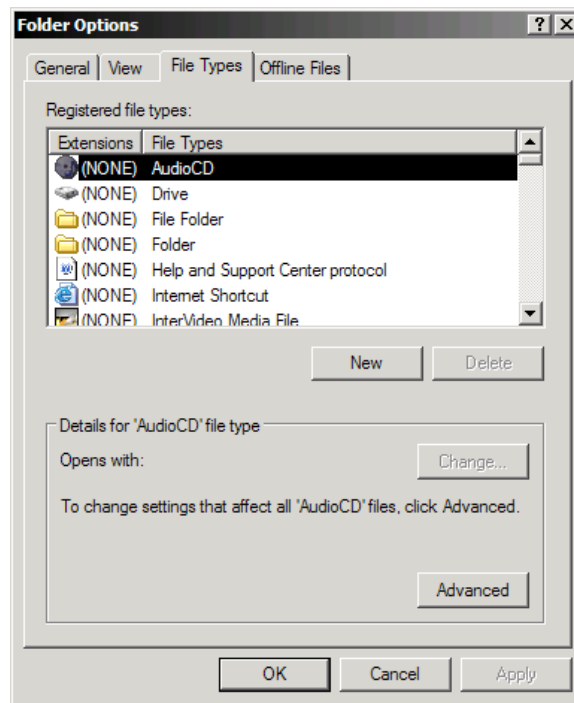 Folder Options
General View File Types Offline Files
Registered file types:
Extensions File Types
(NONE) AudioCD
(NONE) Drive
(NONE) File Folder
(NONE) Folder
(NONE) Help and Support Center protocol
(NONE) Internet Shortcut
(NONE) InterVideo Media File
New Delete
Details for 'AudioCD' file type
Opens with: Change...
To change settings that affect all 'AudioCD' files, click Advanced.
Advanced
OK Cancel Apply